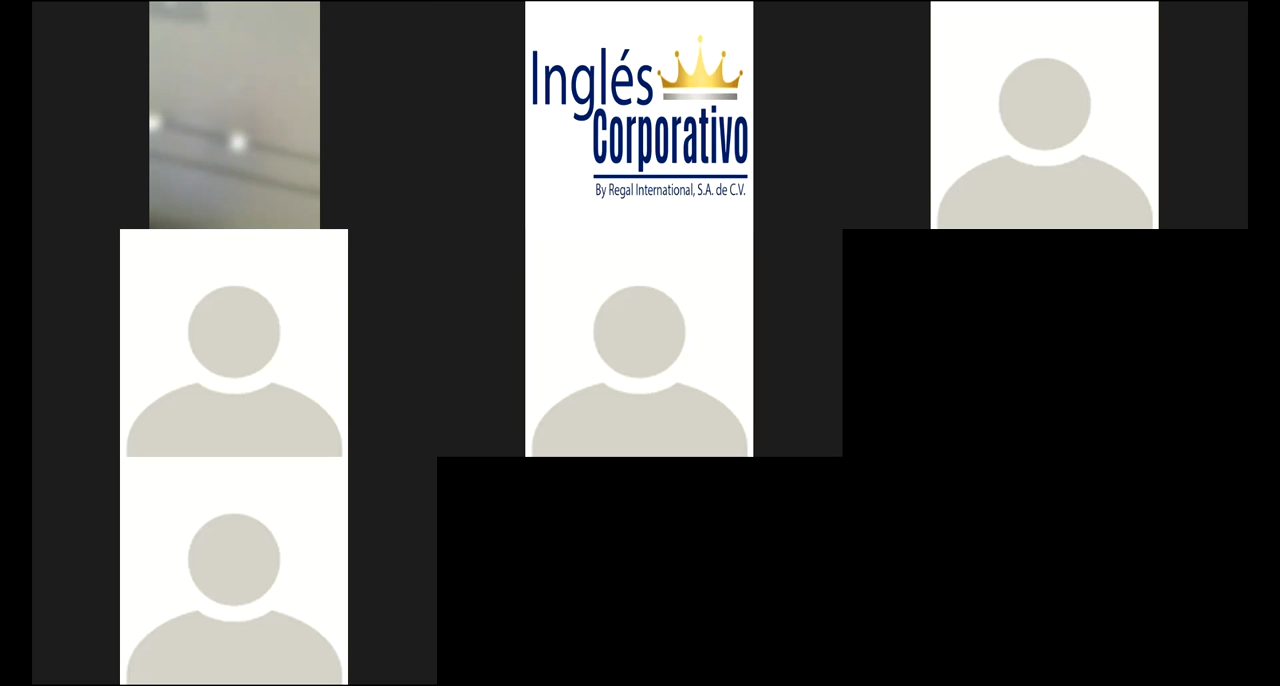 Inglés
Corporativo
By Regal International, S.A. de C.V.